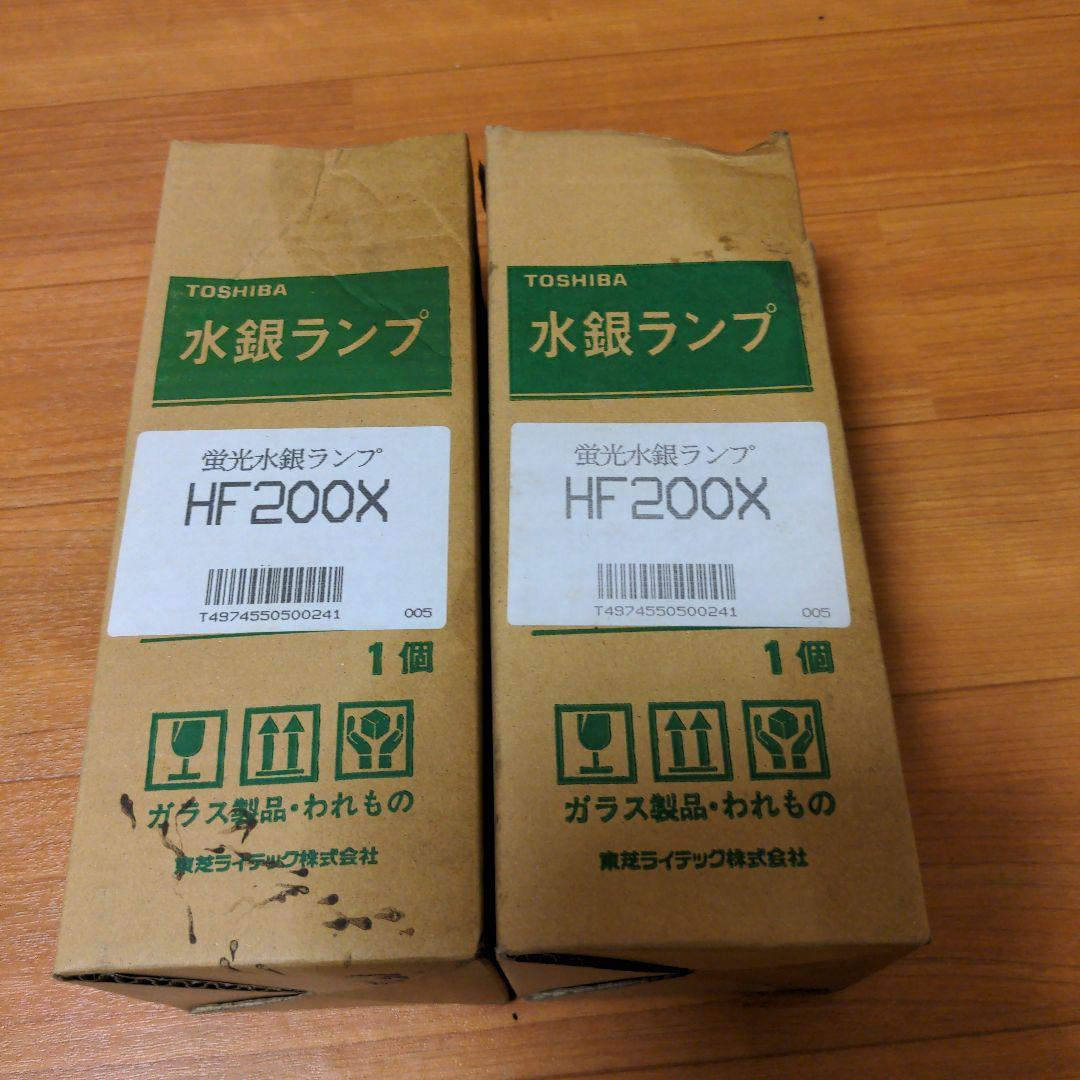 TOSHIBA
水銀ランプ
蛍光水銀ランプ
HF200X
T4974550500241
005
1個
ガラス製品・われもの
東芝ライテック株式会社
TOSHIBA
水銀ランプ
蛍光水銀ランプ
HF200X
T4974550500241
005
1個
ガラス製品・われもの
東芝ライテック株式会社